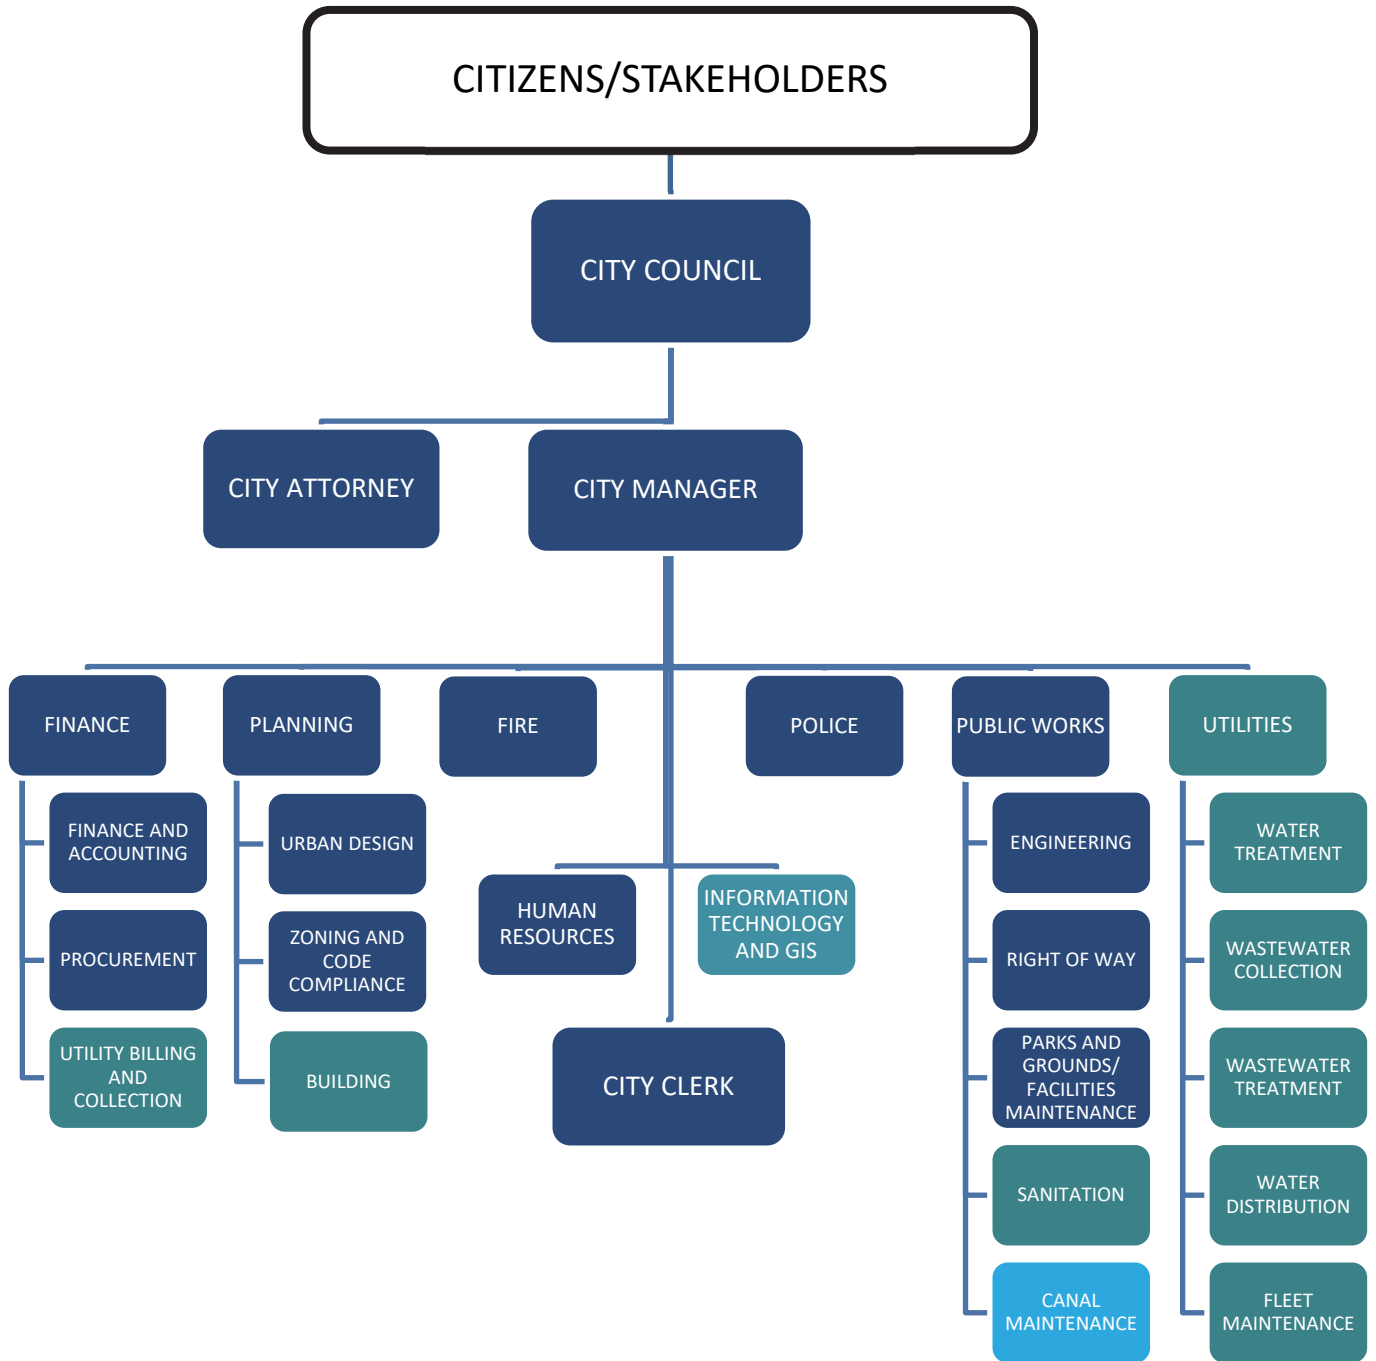 CITIZENS/STAKEHOLDERS
CITY COUNCIL
CITY ATTORNEY
CITY MANAGER
FINANCE
PLANNING
FIRE
POLICE
PUBLIC WORKS
UTILITIES
FINANCE AND
ACCOUNTING
PROCUREMENT
UTILITY BILLING
AND
COLLECTION
URBAN DESIGN
ZONING AND
CODE
COMPLIANCE
BUILDING
HUMAN
RESOURCES
INFORMATION
TECHNOLOGY
AND GIS
CITY CLERK
ENGINEERING
RIGHT OF WAY
PARKS AND
GROUNDS/
FACILITIES
MAINTENANCE
SANITATION
CANAL
MAINTENANCE
WATER
TREATMENT
WASTEWATER
COLLECTION
WASTEWATER
TREATMENT
WATER
DISTRIBUTION
FLEET
MAINTENANCE